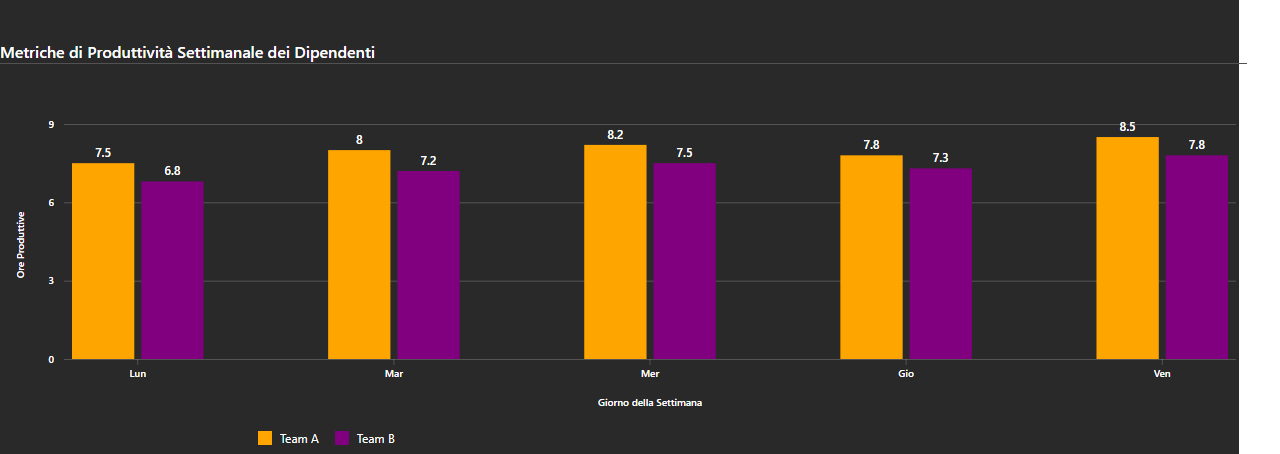 Metriche di Produttività Settimanale dei Dipendenti
9
6
3
0
Ore Produttive
7.5
6.8
8
7.2
8.2
7.5
7.8
7.3
8.5
7.8
Lun
Mar
Mer
Gio
Ven
Giorno della Settimana
Team A
Team B